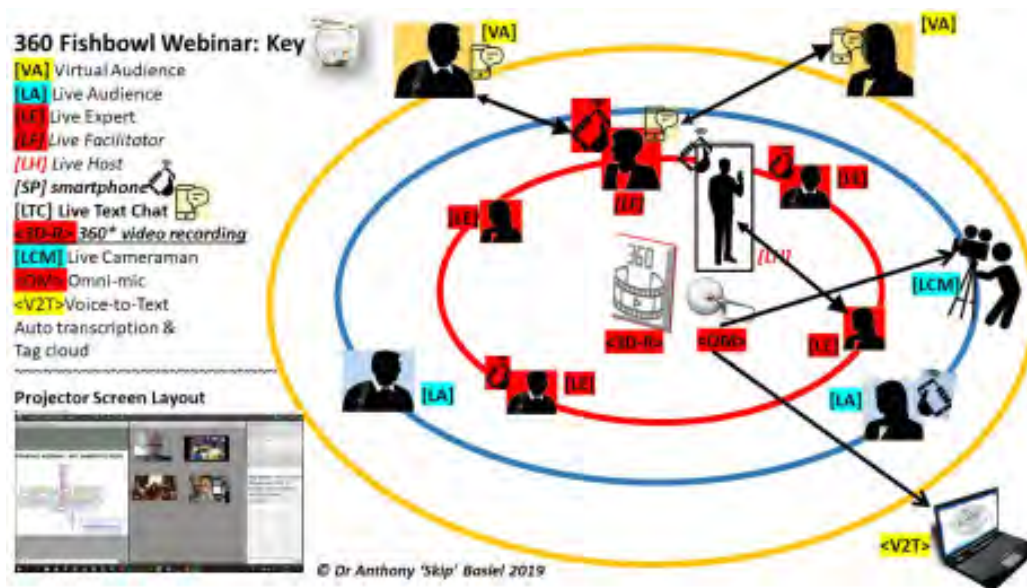 360 Fishbowl Webinar: Key
[VA] Virtual Audience
[LA] Live Audience
[LE] Live Expert
[LF] Live Facilitator
[LH] Live Host
[SP] smartphone
[LTC] Live Text Chat
<3D-R> 360° video recording
[LCM] Live Cameraman
<OM> Omni-mic
<V2T>Voice-to-Text
Auto transcription &
Tag cloud
Projector Screen Layout
[VA]
[VA]
[LE]
[LF]
[LE]
[LH]
360
[LCM]
<3D-R>
<OM>
[LE]
[LA]
[LE]
[LA]
<V2T>
© Dr Anthony 'Skip' Basiel 2019